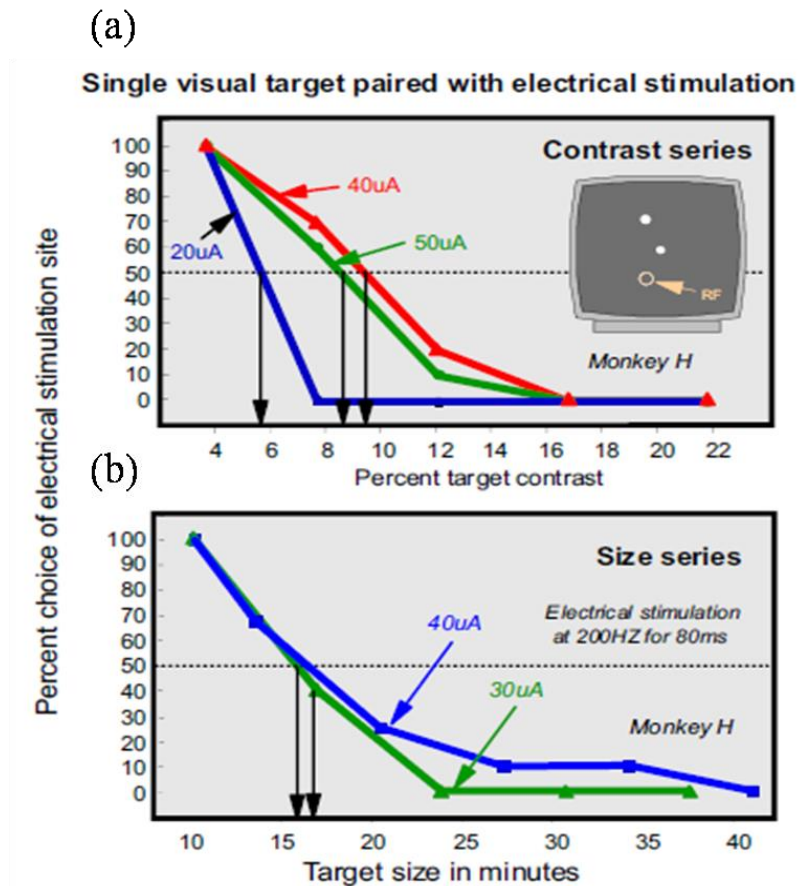 (a)
Single visual target paired with electrical stimulation
Percent choice of electrical stimulation site
100
90
80
70
60
50
40
30
20
10
0
Contrast series
40uA
20uA
50uA
RF
Monkey H
4 6 8 10 12 14 16 18 20 22
Percent target contrast
(b)
100
90
80
70
50
40
30
20
10
0
Size series
Electrical stimulation
at 200HZ for 80ms
40uA
30uA
Monkey H
10 15 20 25 30 35 40
Target size in minutes